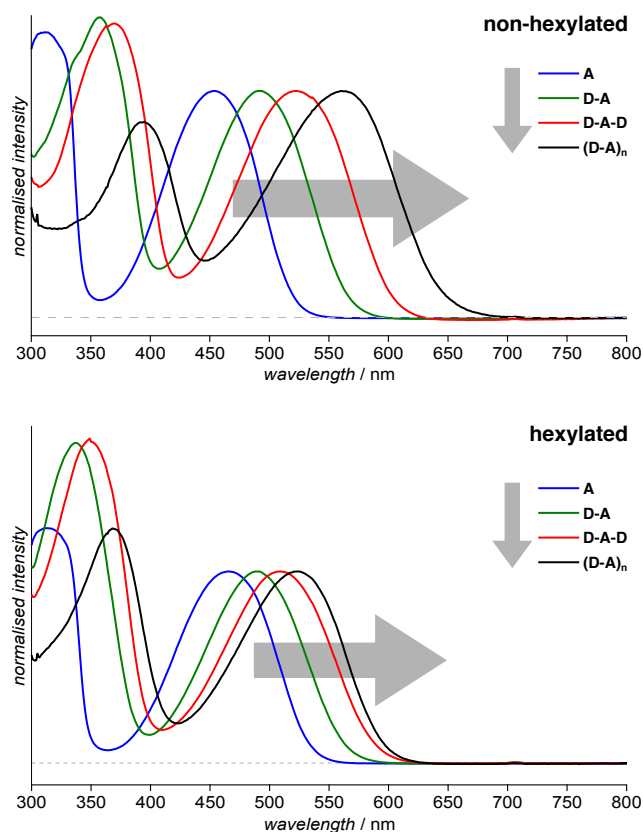 non-hexylated
A
D-A
D-A-D
(D-A)n
normalised intensity
300 350 400 450 500 550 600 650 700 750 800
wavelength / nm
hexylated
A
D-A
D-A-D
(D-A)n
normalised intensity
300 350 400 450 500 550 600 650 700 750 800
wavelength / nm